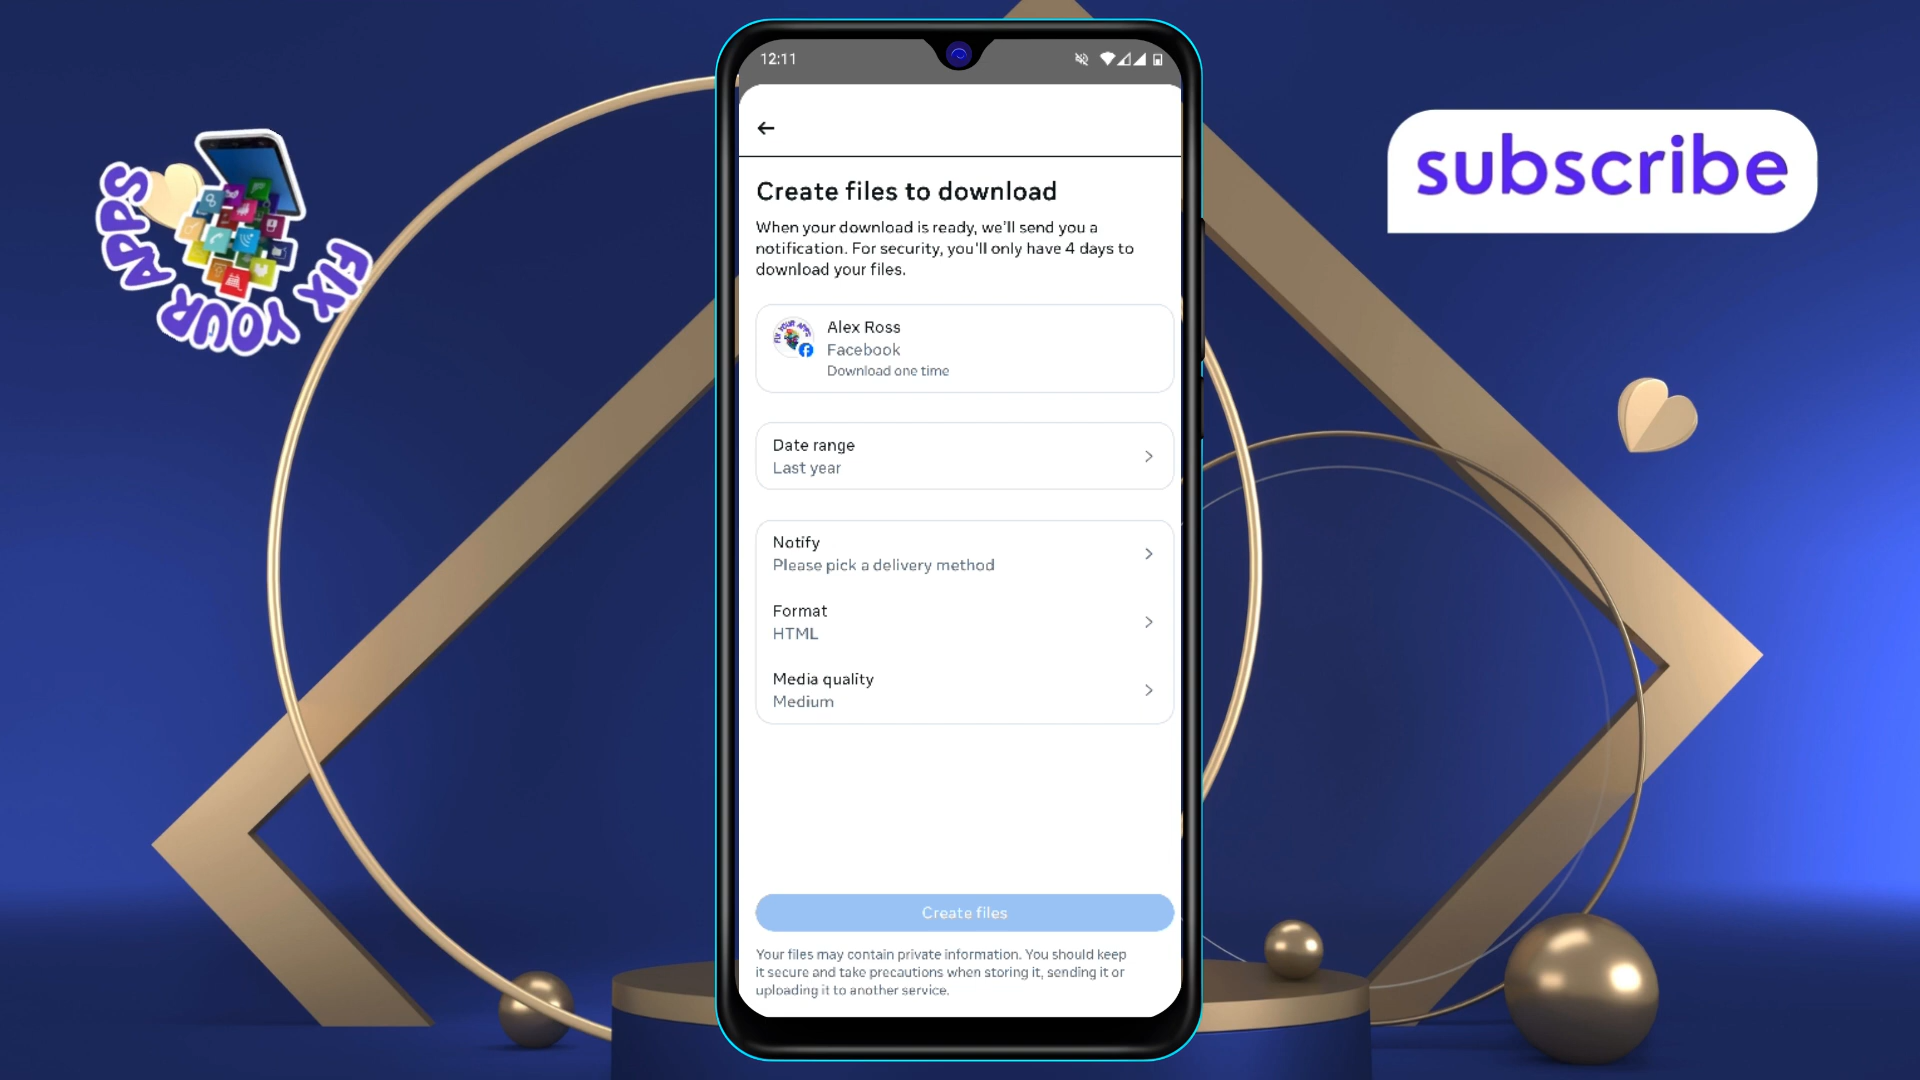 FIX YOUR APPS
subscribe
12:11
Create files to download
When your download is ready, we'll send you a
notification. For security, you'll only have 4 days to
download your files.
FIX YOUR APPS
Alex Ross
Facebook
Download one time
Date range
Last year
Notify
Please pick a delivery method
Format
HTML
Media quality
Medium
Create files
Your files may contain private information. You should keep
it secure and take precautions when storing it, sending it or
uploading it to another service.